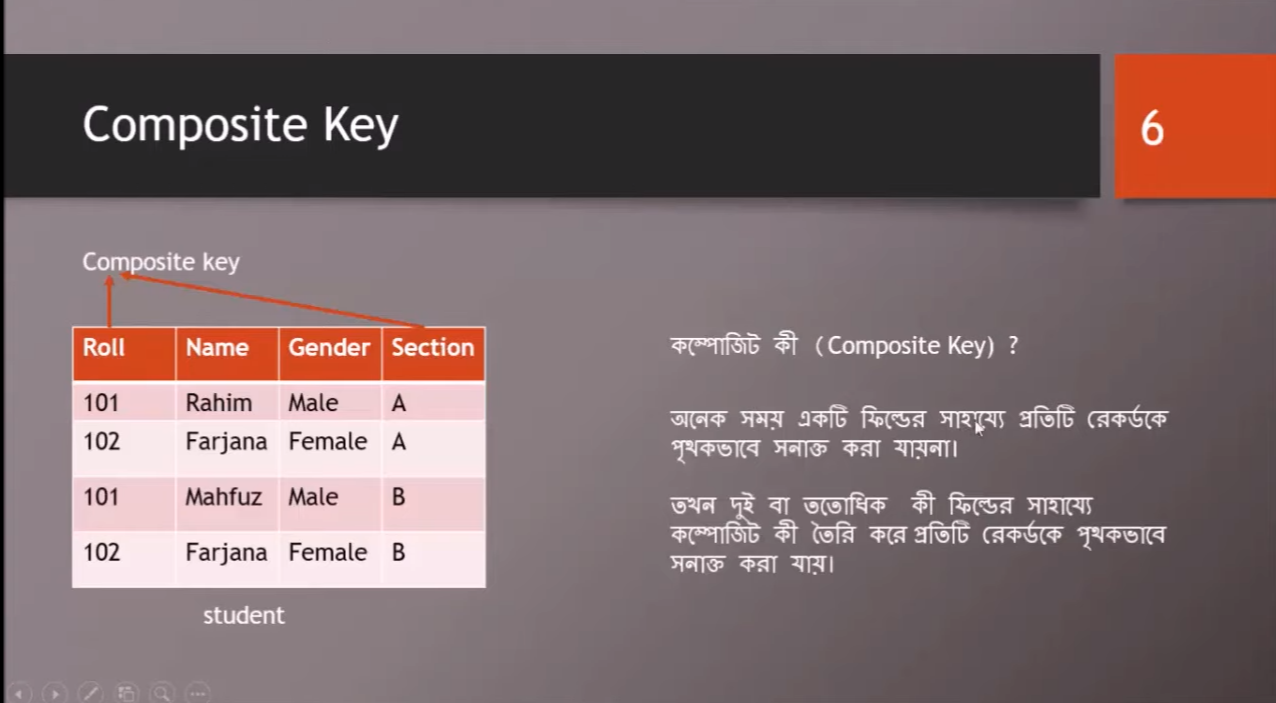 Composite Key
6
Composite key
Roll Name Gender Section
101 Rahim Male A
102 Farjana Female A
101 Mahfuz Male B
102 Farjana Female B
student
কম্পোজিট কী (Composite Key) ?
অনেক সময় একটি ফিল্ডের সাহায্যে প্রতিটি রেকর্ডকে
পৃথকভাবে সনাক্ত করা যায়না।
তখন দুই বা ততোধিক কী ফিল্ডের সাহায্যে
কম্পোজিট কী তৈরি করে প্রতিটি রেকর্ডকে পৃথকভাবে
সনাক্ত করা যায়।